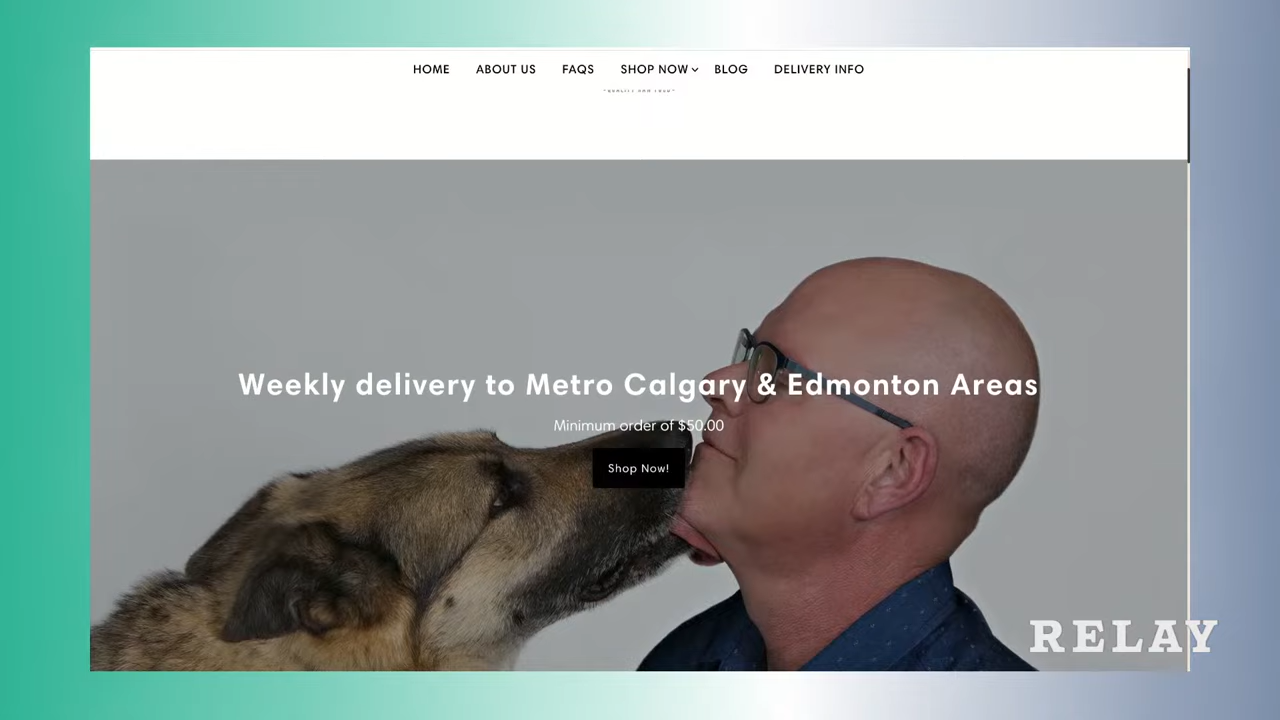 HOME ABOUT US FAQS SHOP NOW BLOG DELIVERY INFO
Weekly delivery to Metro Calgary & Edmonton Areas
Minimum order of $50.00
Shop Now!
RELAY